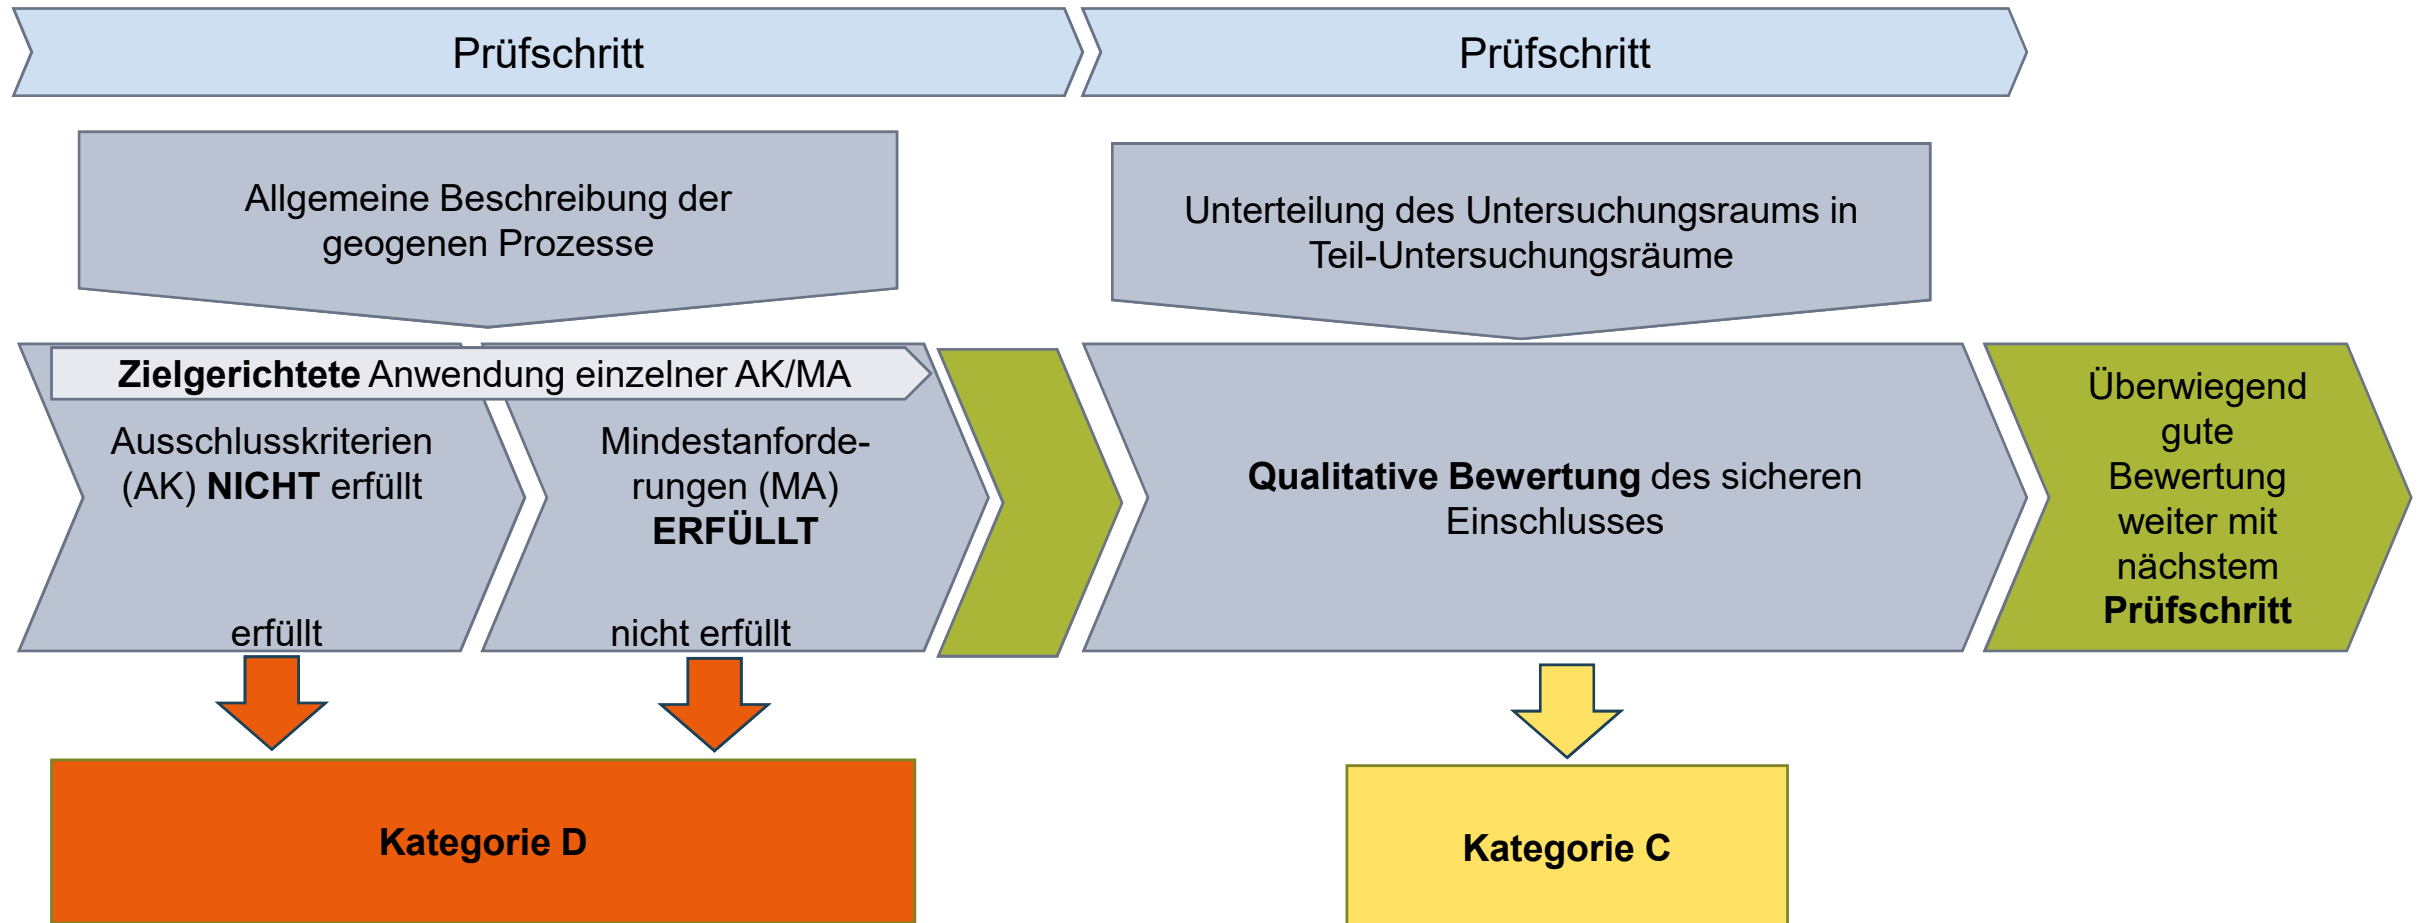 Prüfschritt
Prüfschritt
Allgemeine Beschreibung der
geogenen Prozesse
Unterteilung des Untersuchungsraums in
Teil-Untersuchungsräume
Zielgerichtete Anwendung einzelner AK/MA
Ausschlusskriterien
(AK) NICHT erfüllt
erfüllt
Mindestanforde-
rungen (MA)
ERFÜLLT
nicht erfüllt
Qualitative Bewertung des sicheren
Einschlusses
Überwiegend
gute
Bewertung
weiter mit
nächstem
Prüfschritt
Kategorie D
Kategorie C